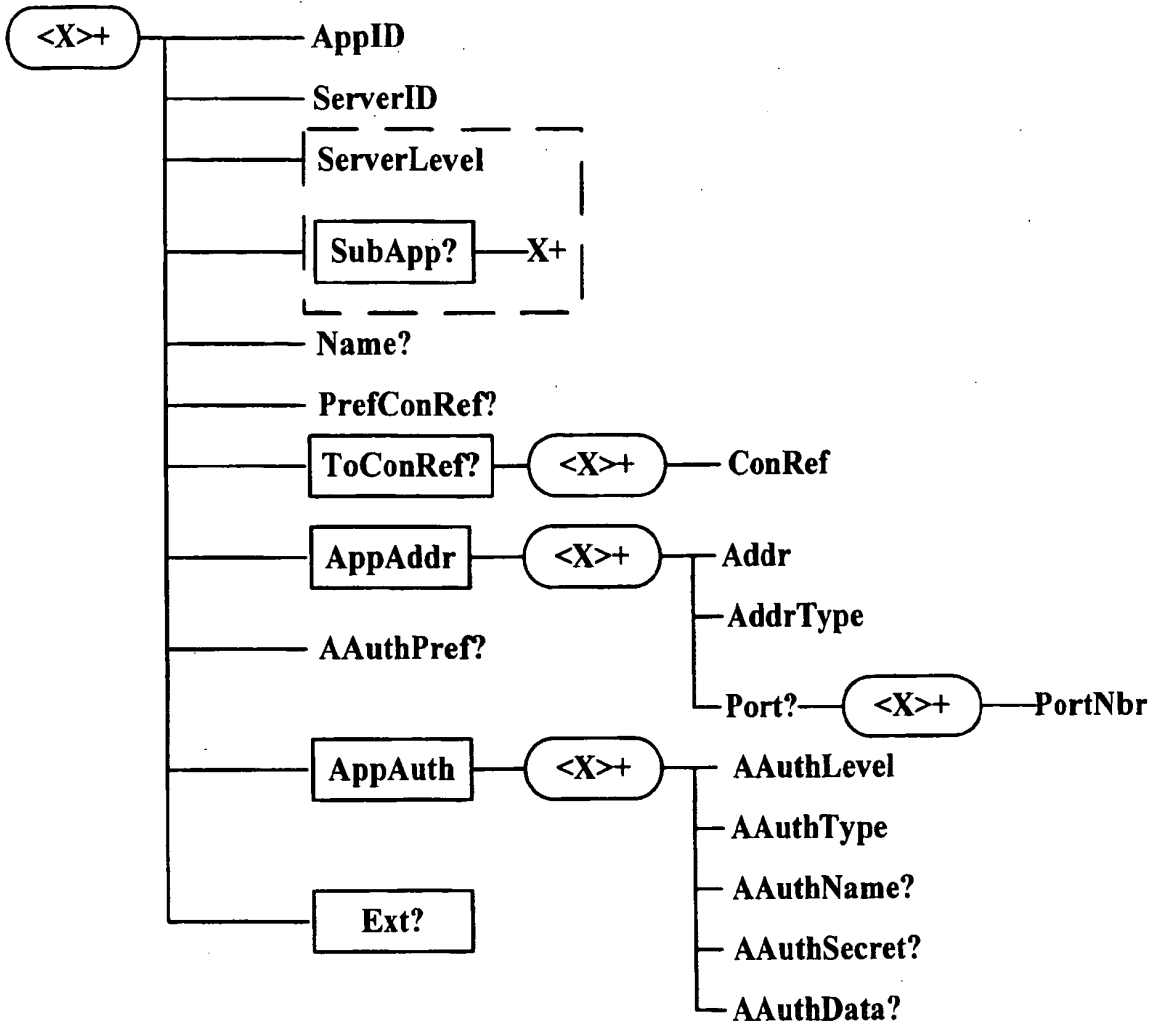 <X>+
AppID
ServerID
ServerLevel
SubApp?
X+
Name?
PrefConRef?
ToConRef?
<X>+
ConRef
AppAddr
<X>+
Addr
AddrType
AAuthPref?
Port?
<X>+
PortNbr
AppAuth
<X>+
AAuthLevel
AAuthType
AAuthName?
Ext?
AAuthSecret?
AAuthData?